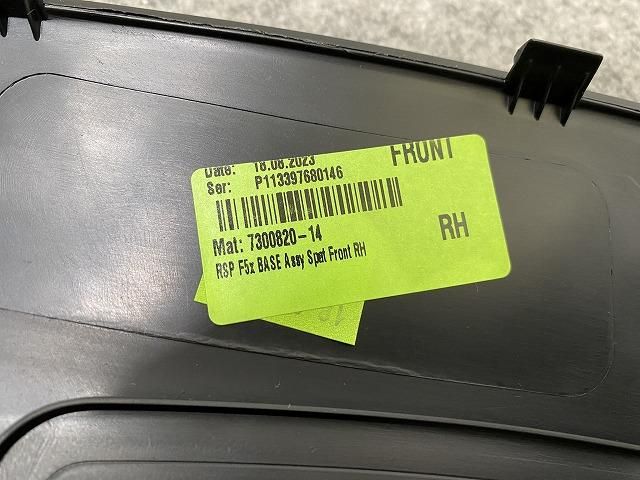 Date: 18.08.2023 FRONT
Ser: P113397680146
Mat: 7300820-14
RH
RSP F5x BASE Assy Spat Front RH